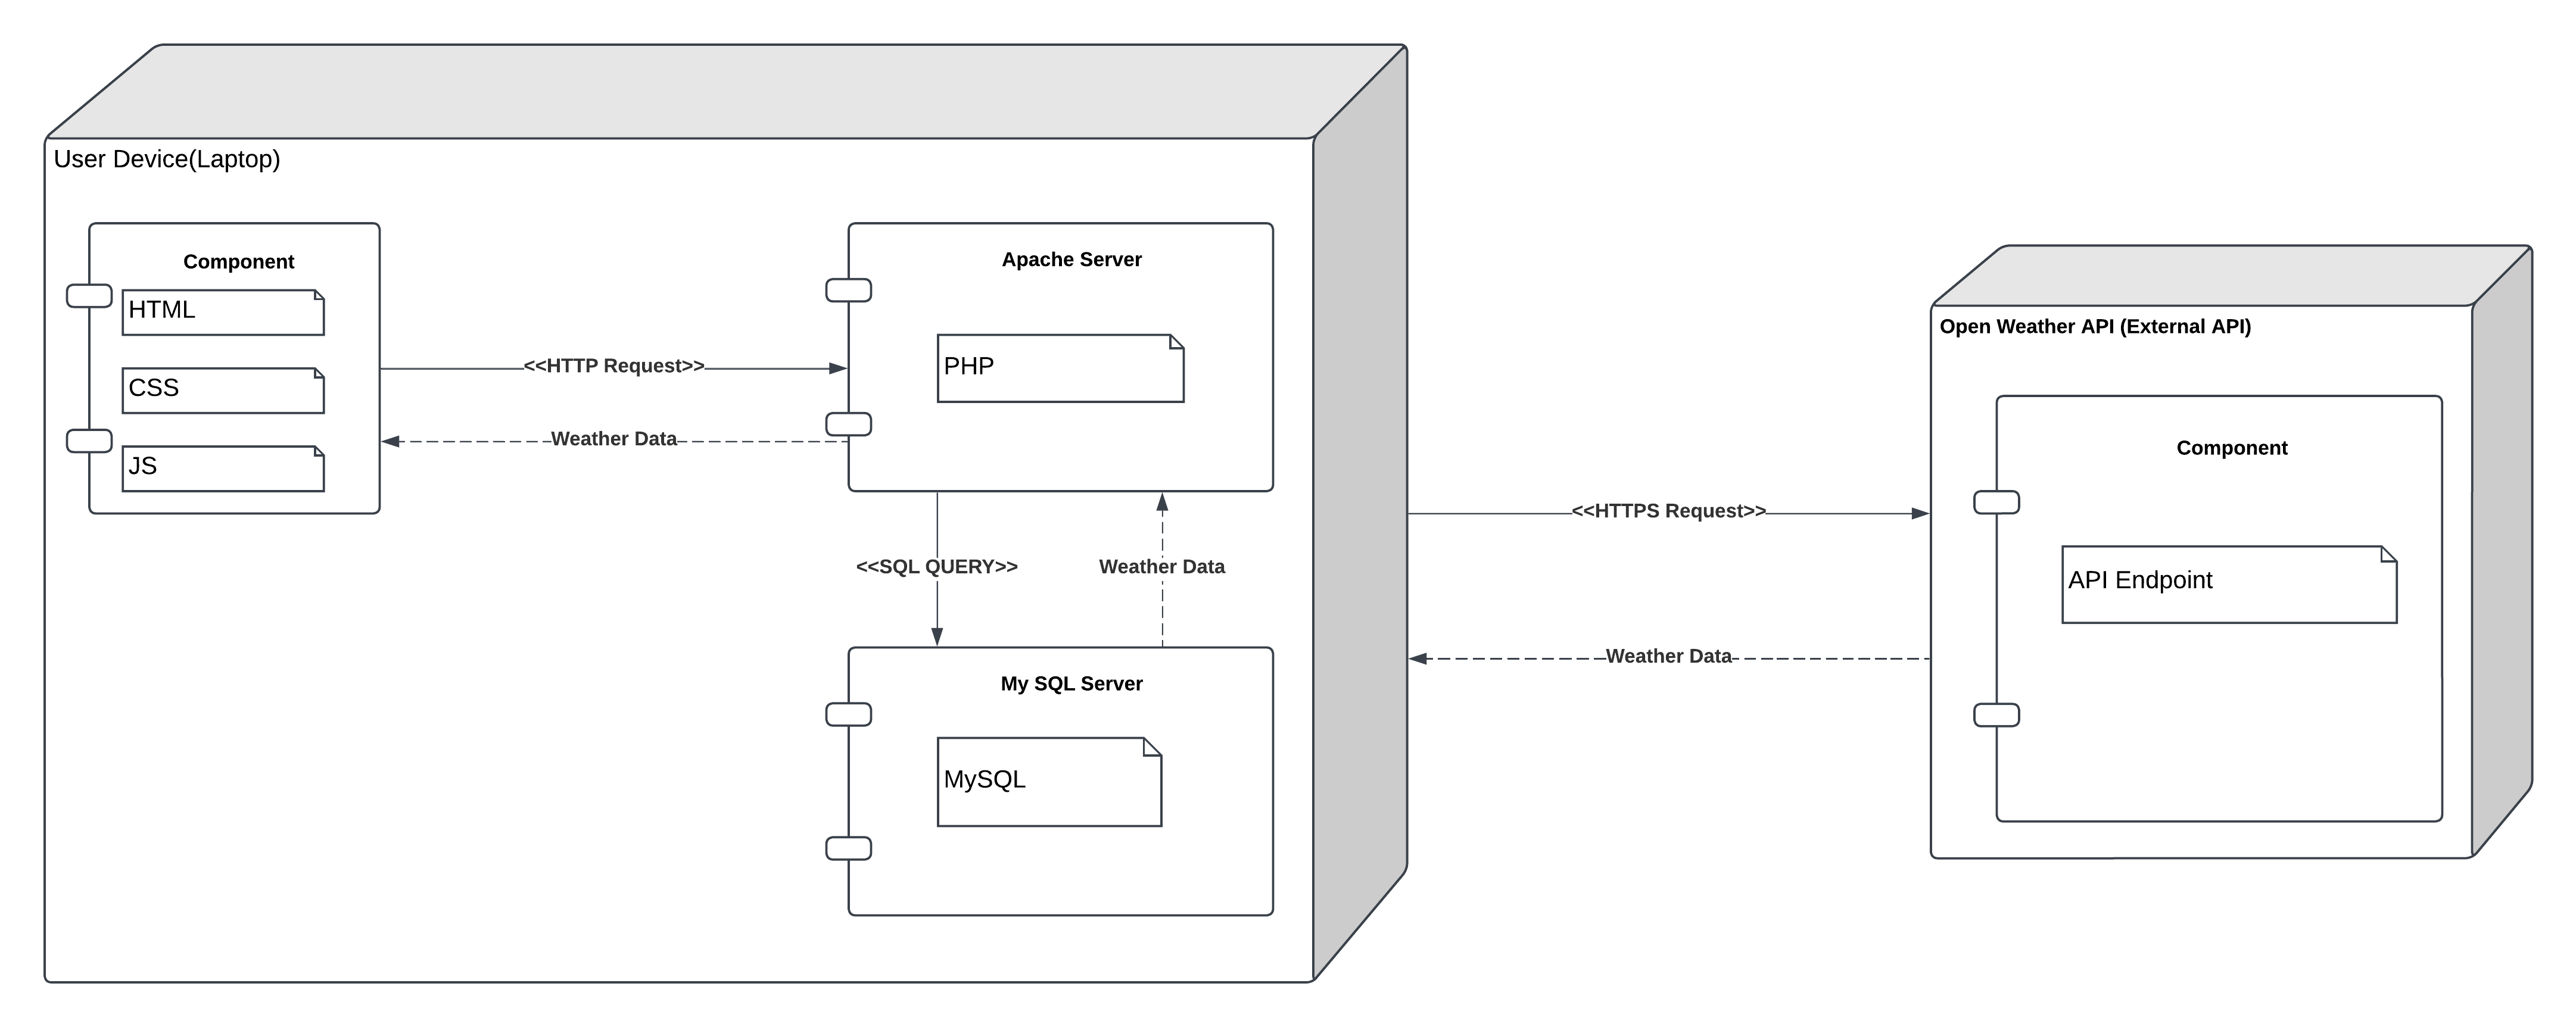 User Device(Laptop)
Component
HTML
CSS
JS
<<HTTP Request>>
Weather Data
Apache Server
PHP
<<SQL QUERY>>
Weather Data
My SQL Server
MySQL
<<HTTPS Request>>
Weather Data
Open Weather API (External API)
Component
API Endpoint